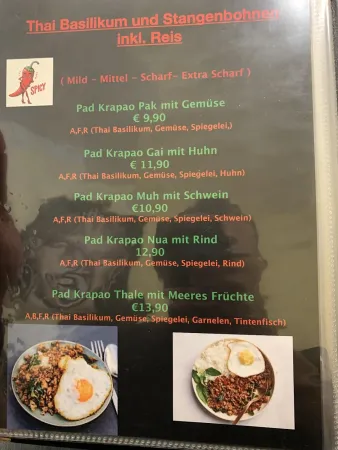 Thai Basilikum und Stangenbohnen
inkl. Reis
SPICY
( Mild - Mittel - Scharf- Extra Scharf )
Pad Krapao Pak mit Gemüse
€ 9,90
A,F,R (Thai Basilikum, Gemüse, Spiegelei,)
Pad Krapao Gai mit Huhn
€ 11,90
A,F,R (Thai Basilikum, Gemüse, Spiegelei, Huhn)
Pad Krapao Muh mit Schwein
€10,90
A,F,R (Thai Basilikum, Gemüse, Spiegelei, Schwein)
Pad Krapao Nua mit Rind
12,90
A,F,R (Thai Basilikum, Gemüse, Spiegelei, Rind)
Pad Krapao Thale mit Meeres Früchte
€13,90
A,B,F,R (Thai Basilikum, Gemüse, Spiegelei, Garnelen, Tintenfisch)